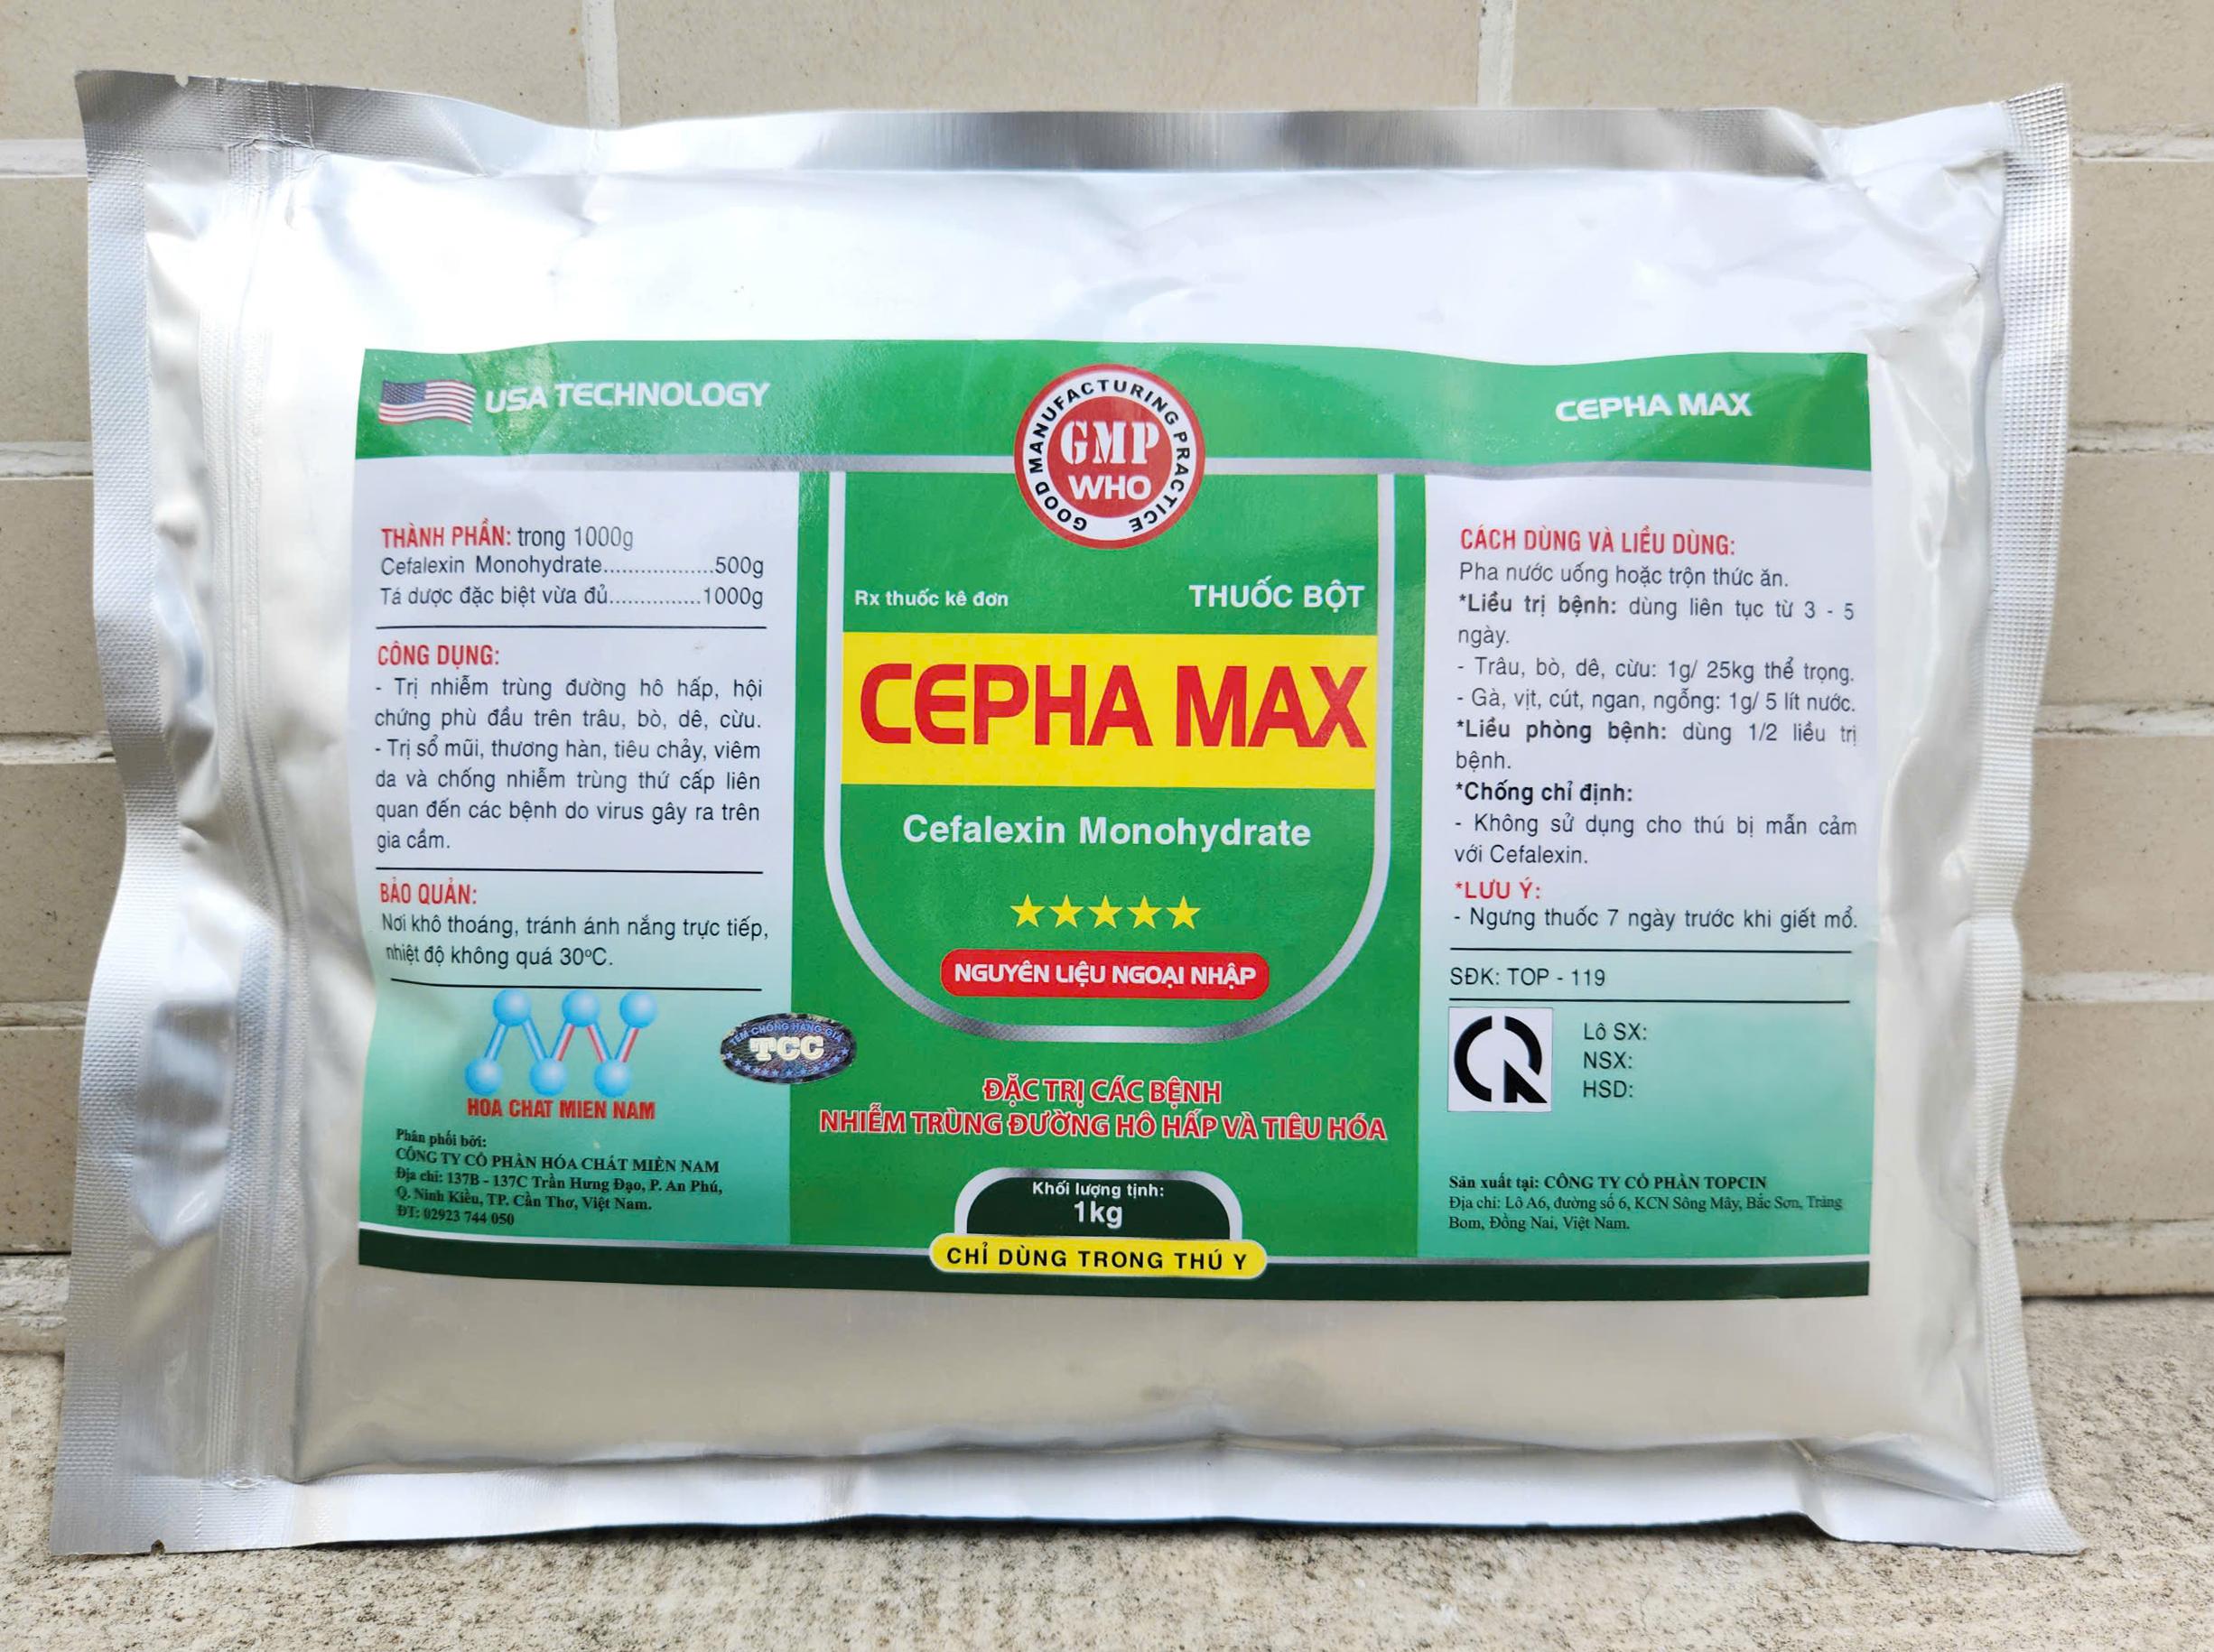 USA TECHNOLOGY
GOOD MANUFACTURING PRACTICE
GMP
WHO
CEPHA MAX
THÀNH PHẦN: trong 1000g
Cefalexin Monohydrate..................500g
Tá dược đặc biệt vừa đủ...............1000g
CÔNG DỤNG:
- Trị nhiễm trùng đường hô hấp, hội
chứng phù đầu trên trâu, bò, dê, cừu.
- Trị sổ mũi, thương hàn, tiêu chảy, viêm
da và chống nhiễm trùng thứ cấp liên
quan đến các bệnh do virus gây ra trên
gia cầm.
BẢO QUẢN:
Nơi khô thoáng, tránh ánh nắng trực tiếp,
nhiệt độ không quá 30ºC.
HOA CHAT MIEN NAM
Phân phối bởi:
CÔNG TY CỔ PHẦN HÓA CHẤT MIỀN NAM
Địa chỉ: 137B - 137C Trần Hưng Đạo, P. An Phú,
Q. Ninh Kiều, TP. Cần Thơ, Việt Nam.
ĐT: 02923 744 050
TEM CHỐNG HÀNG GIẢ
TCC
Rx thuốc kê đơn
THUỐC BỘT
CEPHA MAX
Cefalexin Monohydrate
NGUYÊN LIỆU NGOẠI NHẬP
ĐẶC TRỊ CÁC BỆNH
NHIỄM TRÙNG ĐƯỜNG HÔ HẤP VÀ TIÊU HÓA
Khối lượng tịnh:
1kg
CHỈ DÙNG TRONG THÚ Y
CÁCH DÙNG VÀ LIỀU DÙNG:
Pha nước uống hoặc trộn thức ăn.
*Liều trị bệnh: dùng liên tục từ 3 - 5
ngày.
- Trâu, bò, dê, cừu: 1g/ 25kg thể trọng.
- Gà, vịt, cút, ngan, ngỗng: 1g/ 5 lít nước.
*Liều phòng bệnh: dùng 1/2 liều trị
bệnh.
*Chống chỉ định:
- Không sử dụng cho thú bị mẫn cảm
với Cefalexin.
*LƯU Ý:
- Ngưng thuốc 7 ngày trước khi giết mổ.
SĐK: TOP - 119
Lô SX:
NSX:
HSD:
Sản xuất tại: CÔNG TY CỔ PHẦN TOPCIN
Địa chỉ: Lô A6, đường số 6, KCN Sông Mây, Bắc Sơn, Trảng
Bom, Đồng Nai, Việt Nam.